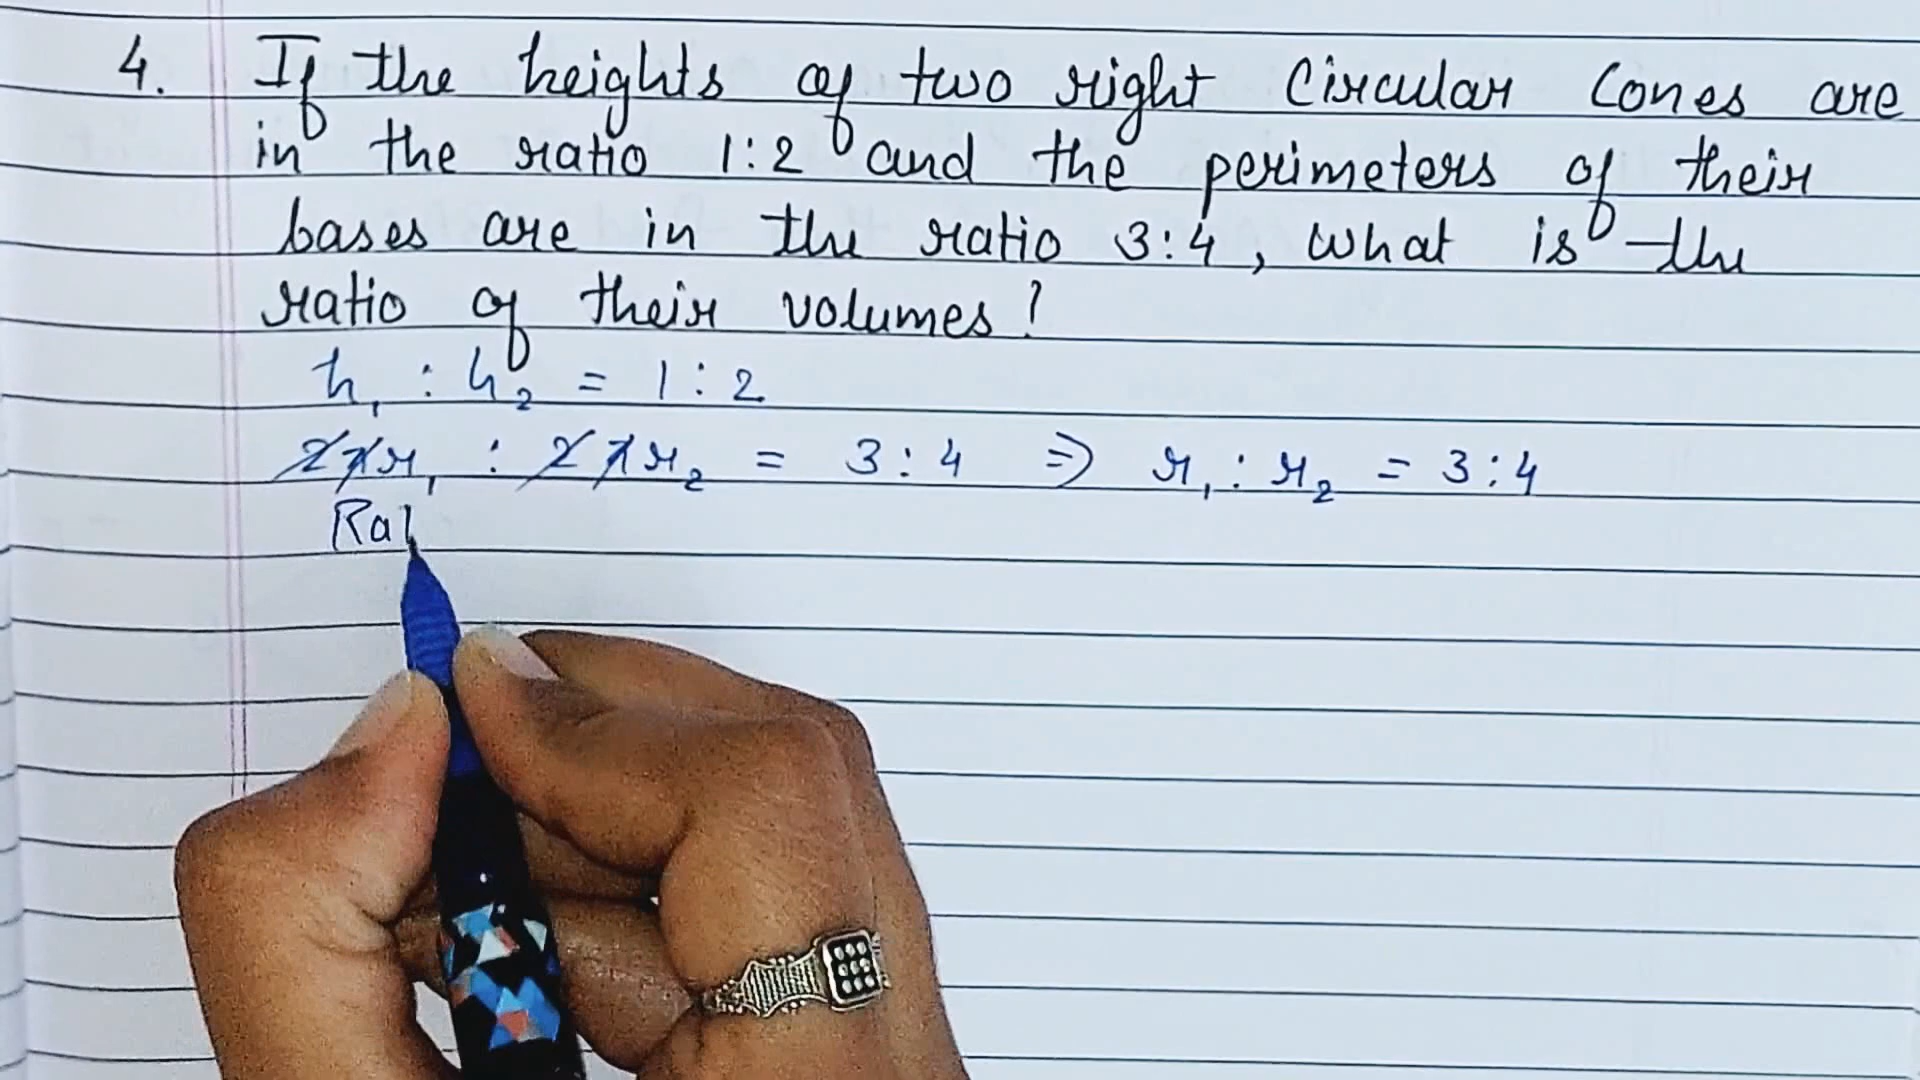 4. If the heights of two right Circular Cones are
in the ratio 1:2 and the perimeters of their
bases are in the ratio 3:4, what is the
ratio of their volumes?
h₁ : h₂ = 1 : 2
2πr₁ : 2πr₂ = 3 : 4 ⇒ r₁ : r₂ = 3 : 4
Rat